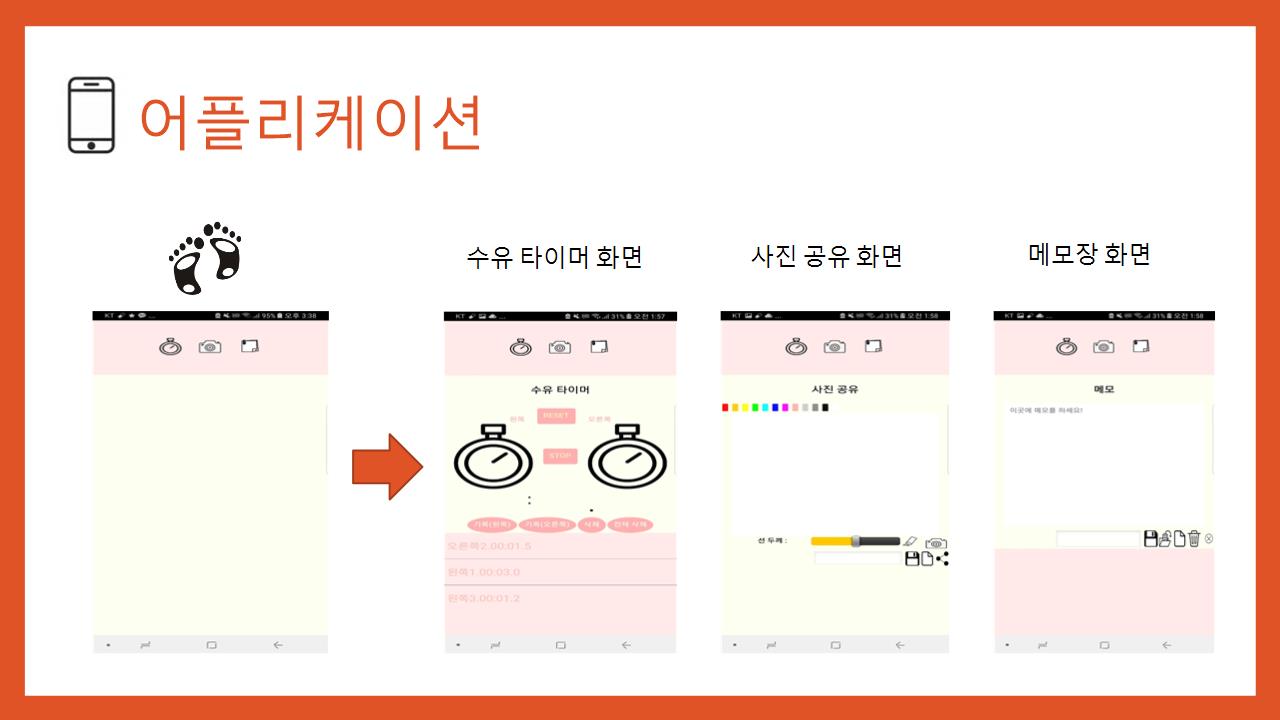 어플리케이션
수유 타이머 화면
사진 공유 화면
메모장 화면
KT ... 95% 오후 3:38
KT ... 31% 오전 1:57
수유 타이머
왼쪽 RESET 오른쪽
STOP
:
.
기록(왼쪽) 기록(오른쪽) 삭제 전체 삭제
오른쪽2.00:01.5
왼쪽1.00:03.0
왼쪽3.00:01.2
KT ... 31% 오전 1:58
사진 공유
선 두께 :
KT ... 31% 오전 1:58
메모
이곳에 메모를 하세요!